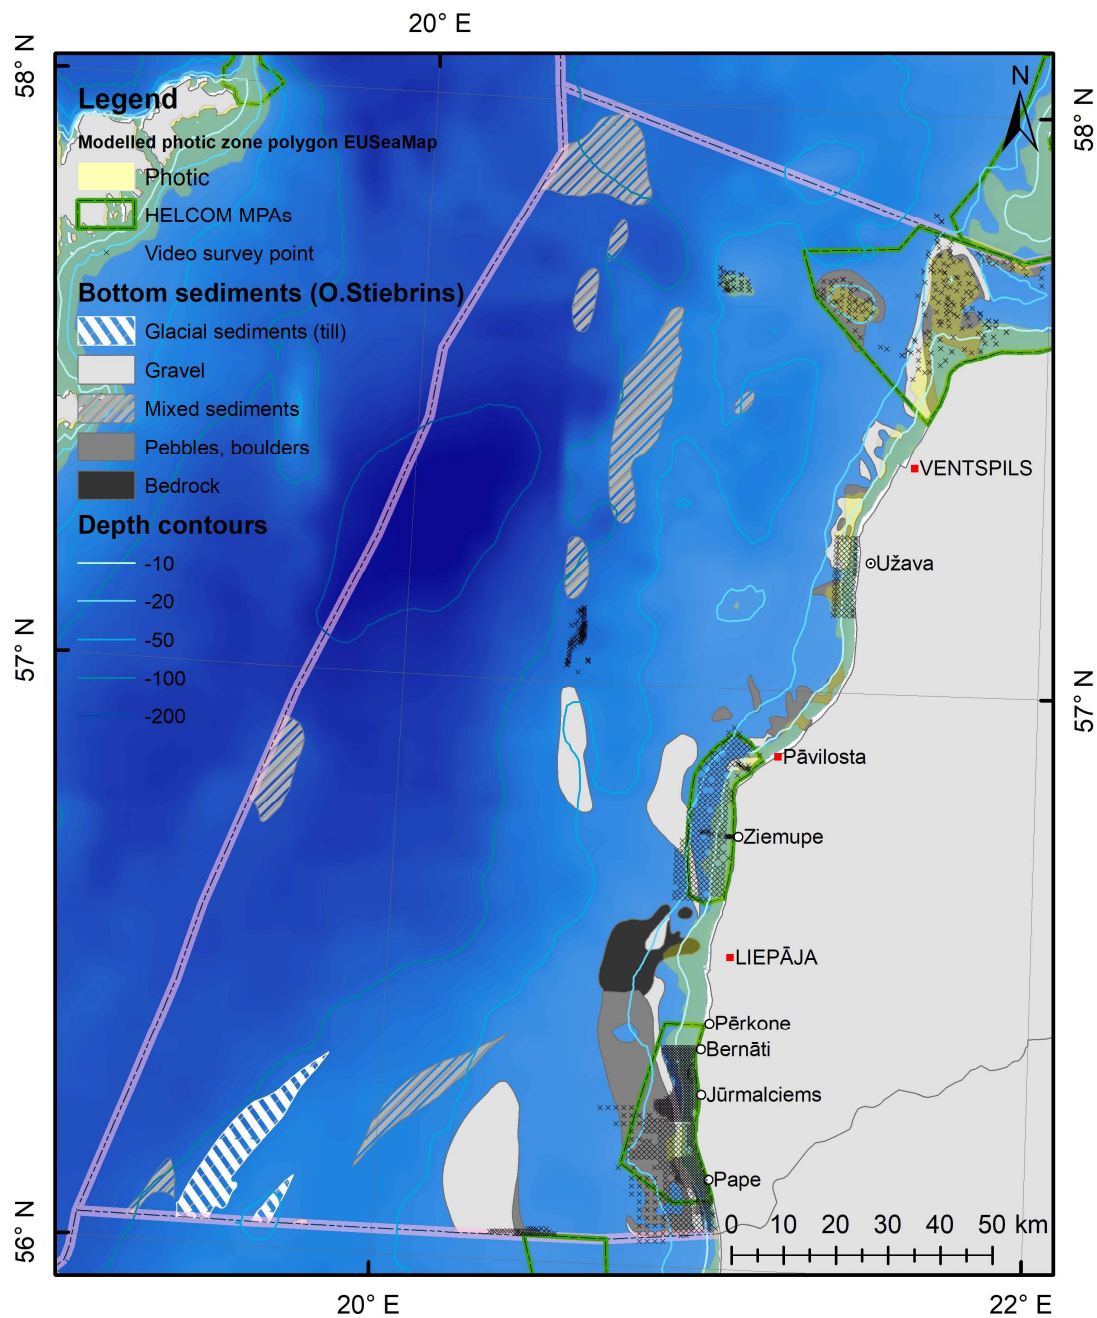 20° E
58° N
58° N
N
Legend
Modelled photic zone polygon EUSeaMap
Photic
HELCOM MPAs
Video survey point
Bottom sediments (O.Stiebrins)
Glacial sediments (till)
Gravel
Mixed sediments
Pebbles, boulders
Bedrock
Depth contours
-10
-20
-50
-100
-200
VENTSPILS
Užava
57° N
57° N
Pāvilosta
Ziemupe
LIEPĀJA
Pērkone
Bernāti
Jūrmalciems
Pape
0 10 20 30 40 50 km
56° N
20° E
22° E